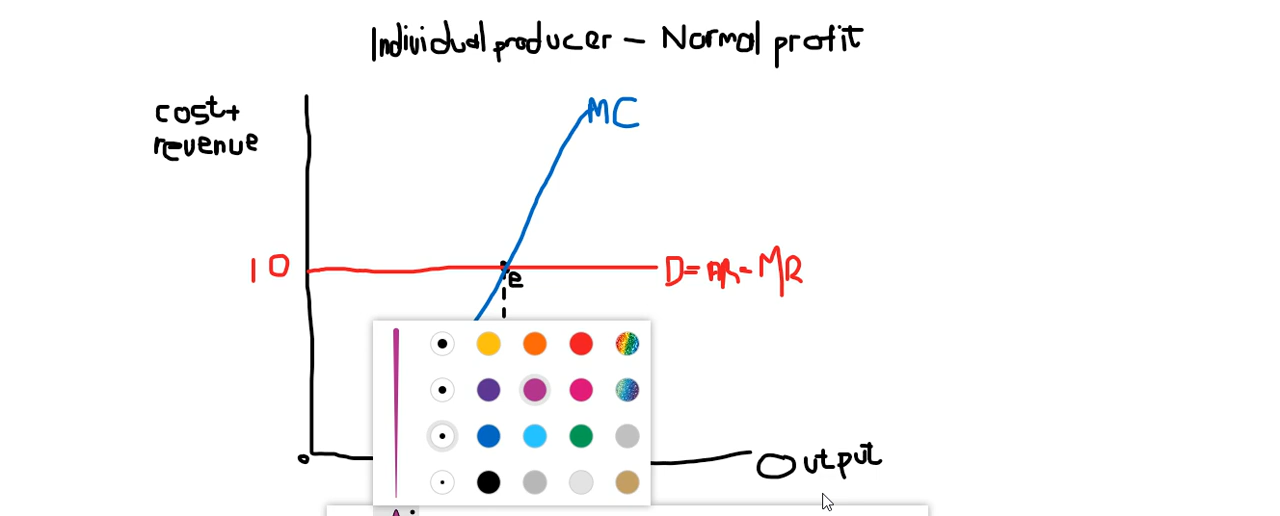 Individual producer – Normal profit
cost+
revenue
MC
10
D=AR=MR
e
0
Output